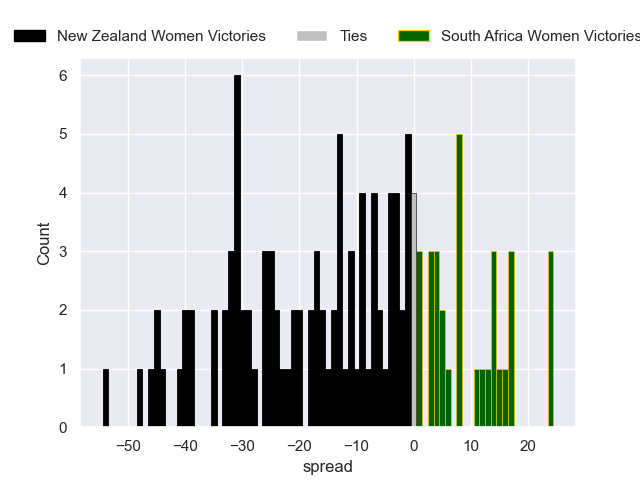 New Zealand Women Victories Ties South Africa Women Victories
6
5
4
3
2
1
0
Count
−50 −40 −30 −20 −10 0 10 20
spread